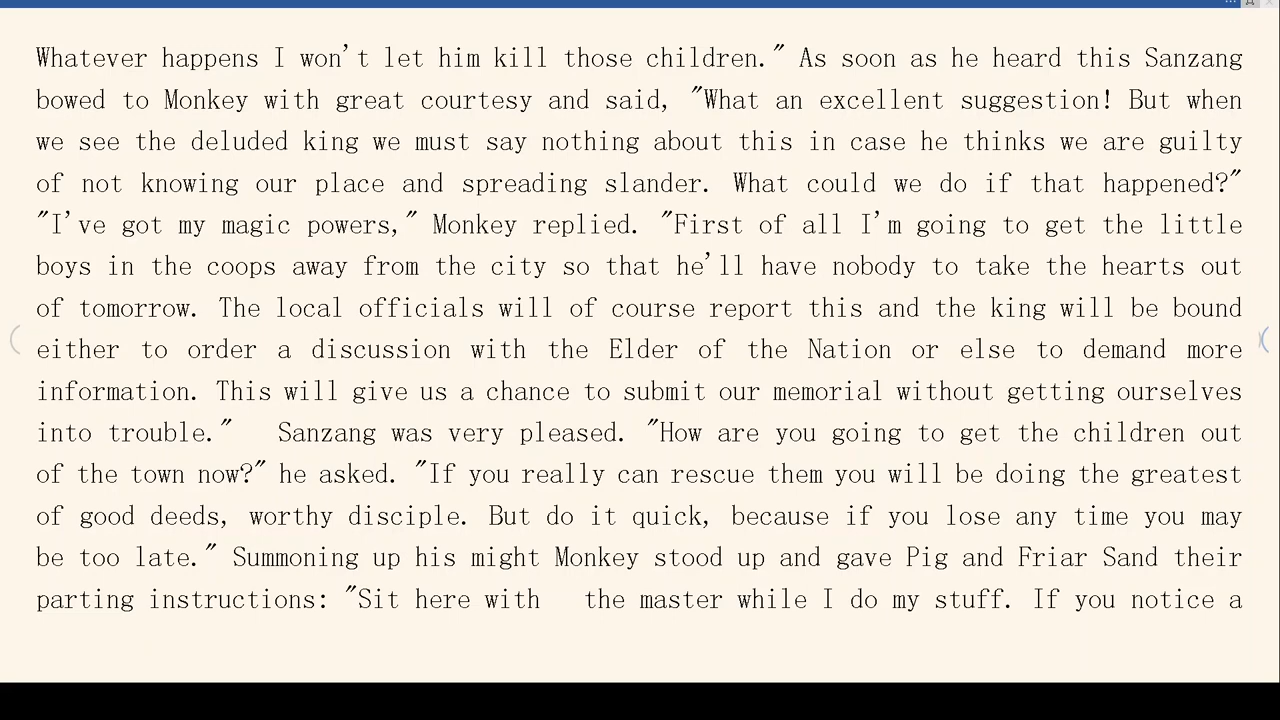 Whatever happens I won't let him kill those children." As soon as he heard this Sanzang
bowed to Monkey with great courtesy and said, "What an excellent suggestion! But when
we see the deluded king we must say nothing about this in case he thinks we are guilty
of not knowing our place and spreading slander. What could we do if that happened?"
"I've got my magic powers," Monkey replied. "First of all I'm going to get the little
boys in the coops away from the city so that he'll have nobody to take the hearts out
of tomorrow. The local officials will of course report this and the king will be bound
either to order a discussion with the Elder of the Nation or else to demand more
information. This will give us a chance to submit our memorial without getting ourselves
into trouble." Sanzang was very pleased. "How are you going to get the children out
of the town now?" he asked. "If you really can rescue them you will be doing the greatest
of good deeds, worthy disciple. But do it quick, because if you lose any time you may
be too late." Summoning up his might Monkey stood up and gave Pig and Friar Sand their
parting instructions: "Sit here with the master while I do my stuff. If you notice a